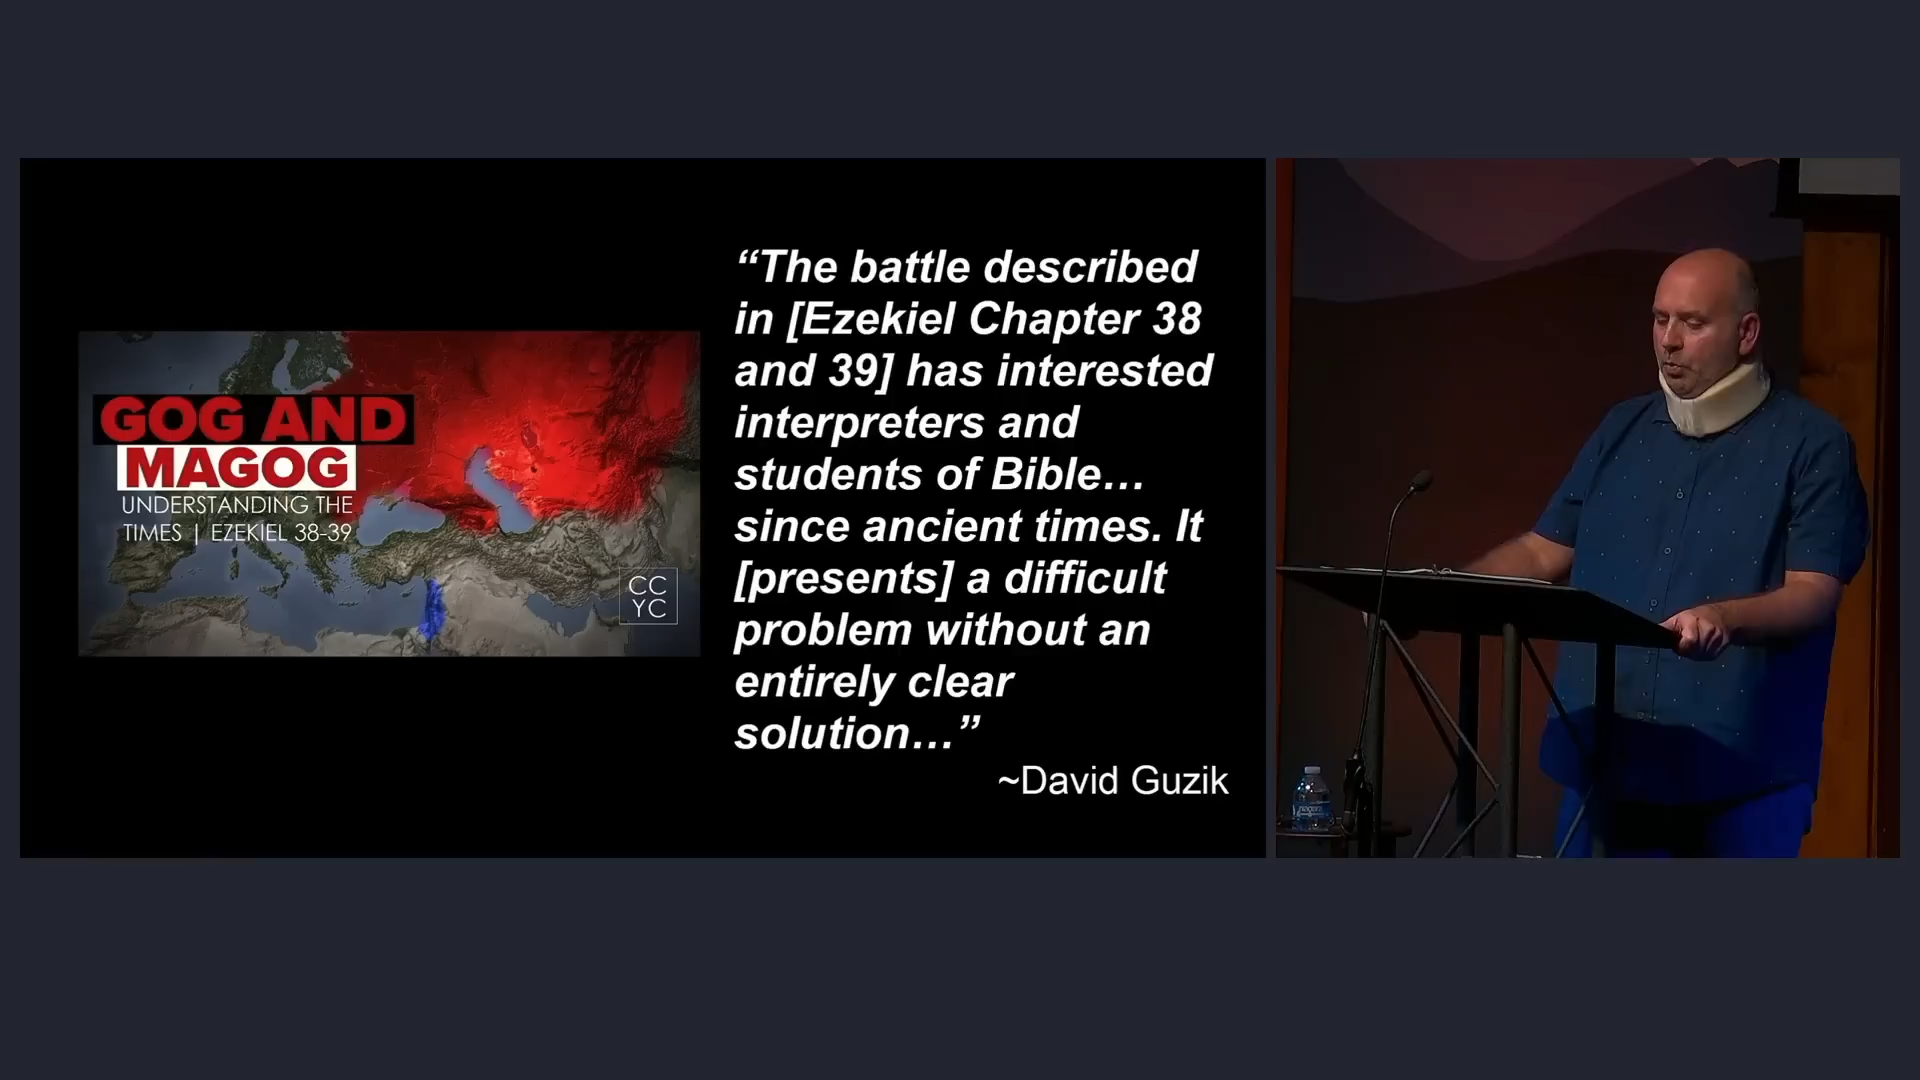 GOG AND
MAGOG
UNDERSTANDING THE
TIMES | EZEKIEL 38-39
CC
YC
“The battle described
in [Ezekiel Chapter 38
and 39] has interested
interpreters and
students of Bible…
since ancient times. It
[presents] a difficult
problem without an
entirely clear
solution…”
~David Guzik